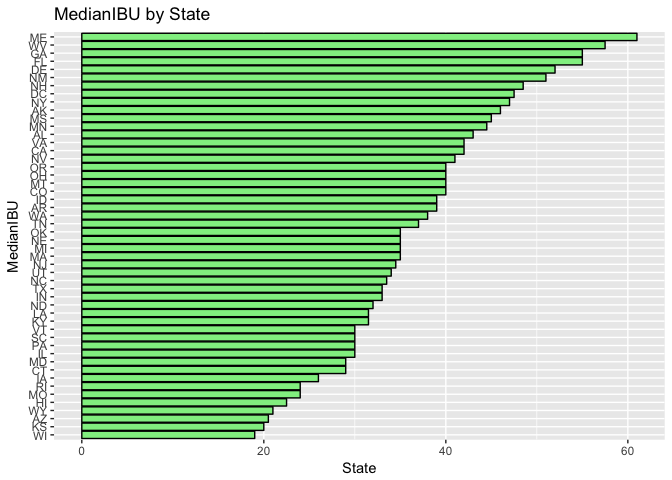 MedianIBU by State
MedianIBU
ME
WV
GA
FL
DE
NM
NH
DC
NY
AK
MS
MN
AL
VA
CA
NV
OR
OH
MT
CO
ID
AR
WA
TN
OK
NE
MI
MA
NJ
UT
NC
TX
IN
ND
LA
KY
VT
SC
PA
IL
MD
CT
IA
RI
MO
HI
WY
AZ
KS
WI
0 20 40 60
State